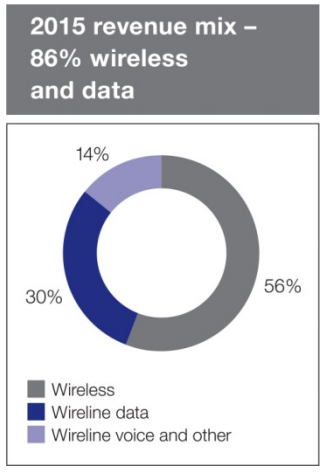 2015 revenue mix –
86% wireless
and data
14%
56%
30%
Wireless
Wireline data
Wireline voice and other